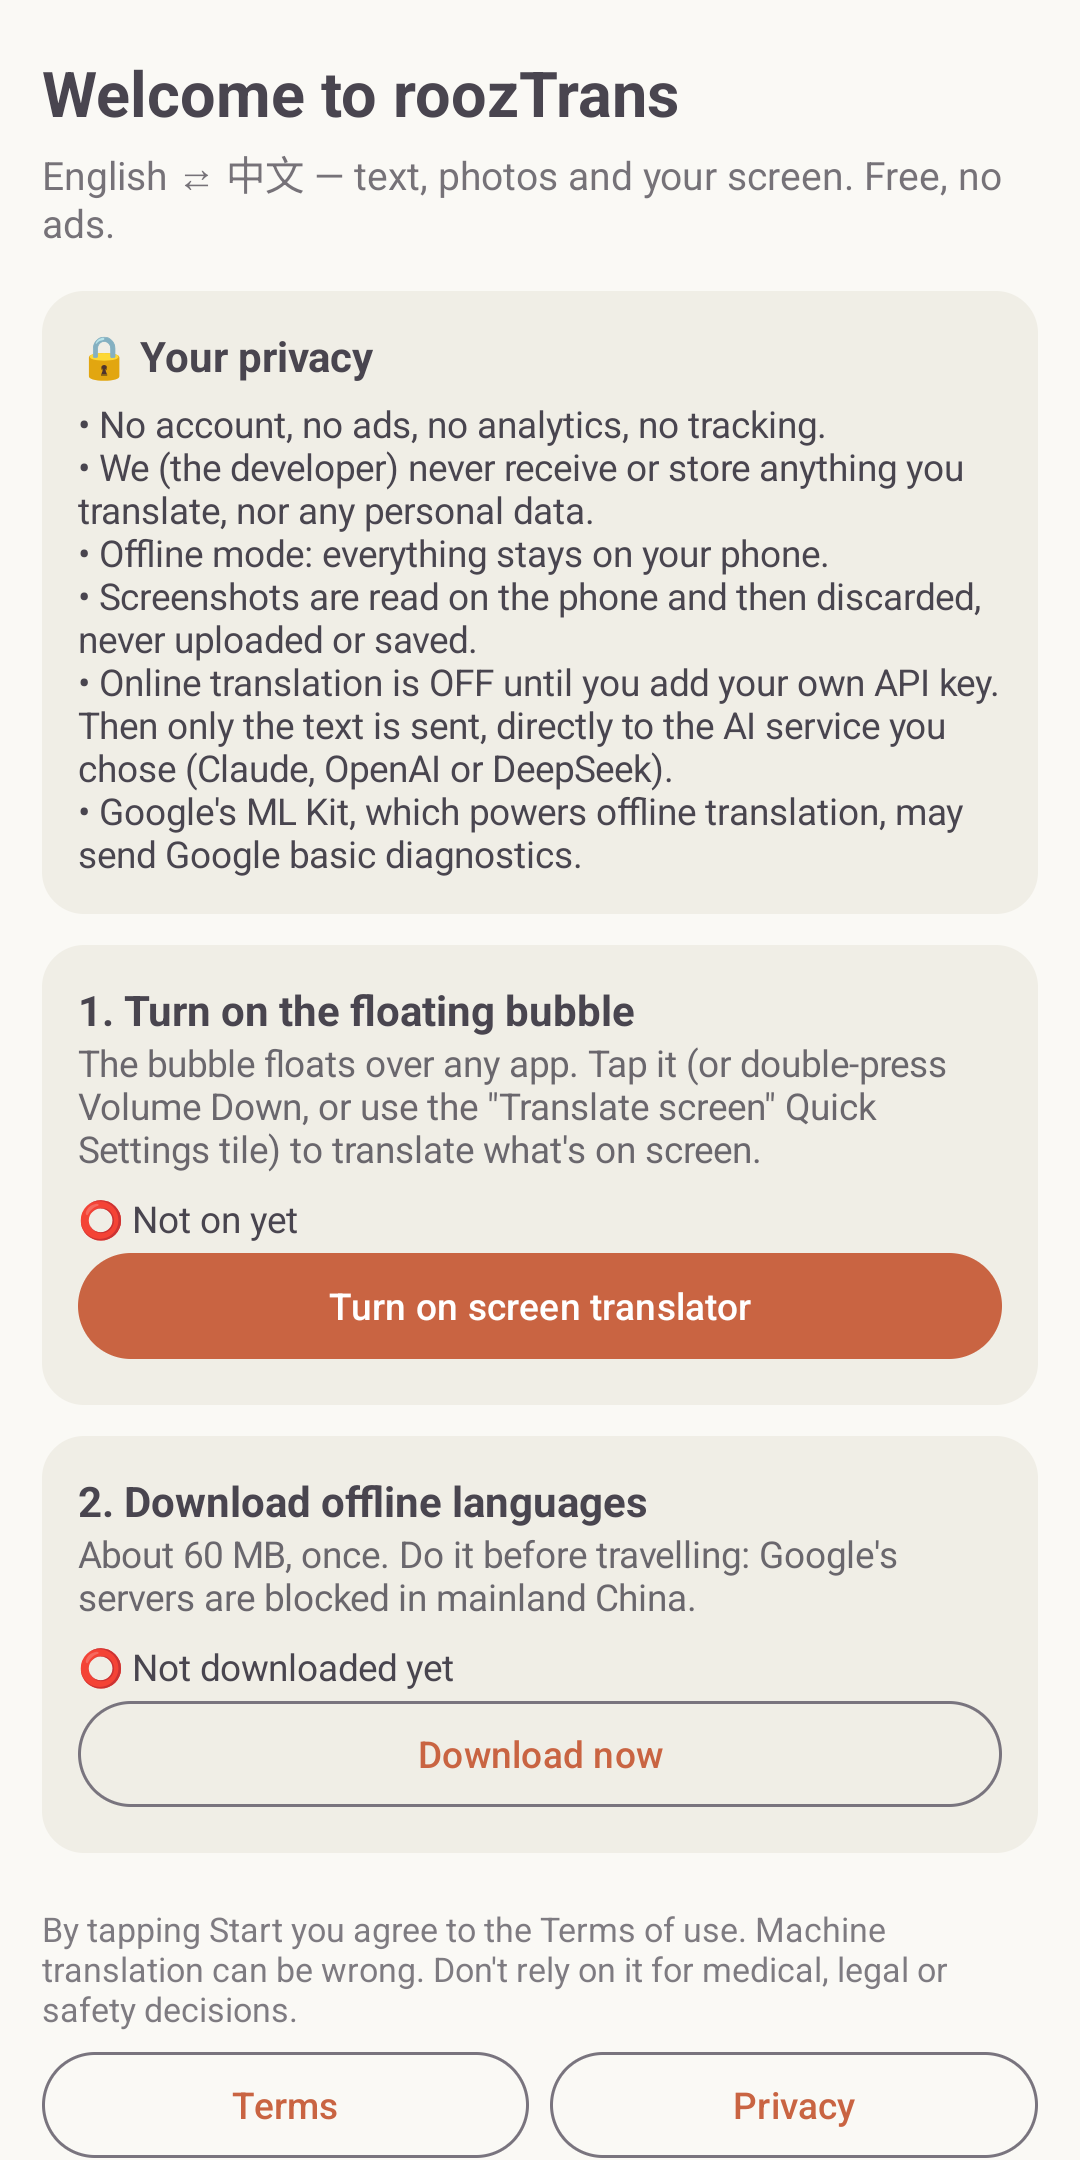 Welcome to roozTrans
English ⇄ 中文 — text, photos and your screen. Free, no
ads.
🔒 Your privacy
• No account, no ads, no analytics, no tracking.
• We (the developer) never receive or store anything you
translate, nor any personal data.
• Offline mode: everything stays on your phone.
• Screenshots are read on the phone and then discarded,
never uploaded or saved.
• Online translation is OFF until you add your own API key.
Then only the text is sent, directly to the AI service you
chose (Claude, OpenAI or DeepSeek).
• Google's ML Kit, which powers offline translation, may
send Google basic diagnostics.
1. Turn on the floating bubble
The bubble floats over any app. Tap it (or double-press
Volume Down, or use the "Translate screen" Quick
Settings tile) to translate what's on screen.
⭕ Not on yet
Turn on screen translator
2. Download offline languages
About 60 MB, once. Do it before travelling: Google's
servers are blocked in mainland China.
⭕ Not downloaded yet
Download now
By tapping Start you agree to the Terms of use. Machine
translation can be wrong. Don't rely on it for medical, legal or
safety decisions.
Terms
Privacy